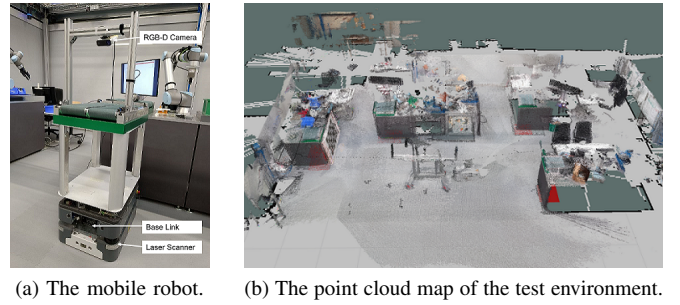 RGB-D Camera
Base Link
Laser Scanner
(a) The mobile robot.
(b) The point cloud map of the test environment.